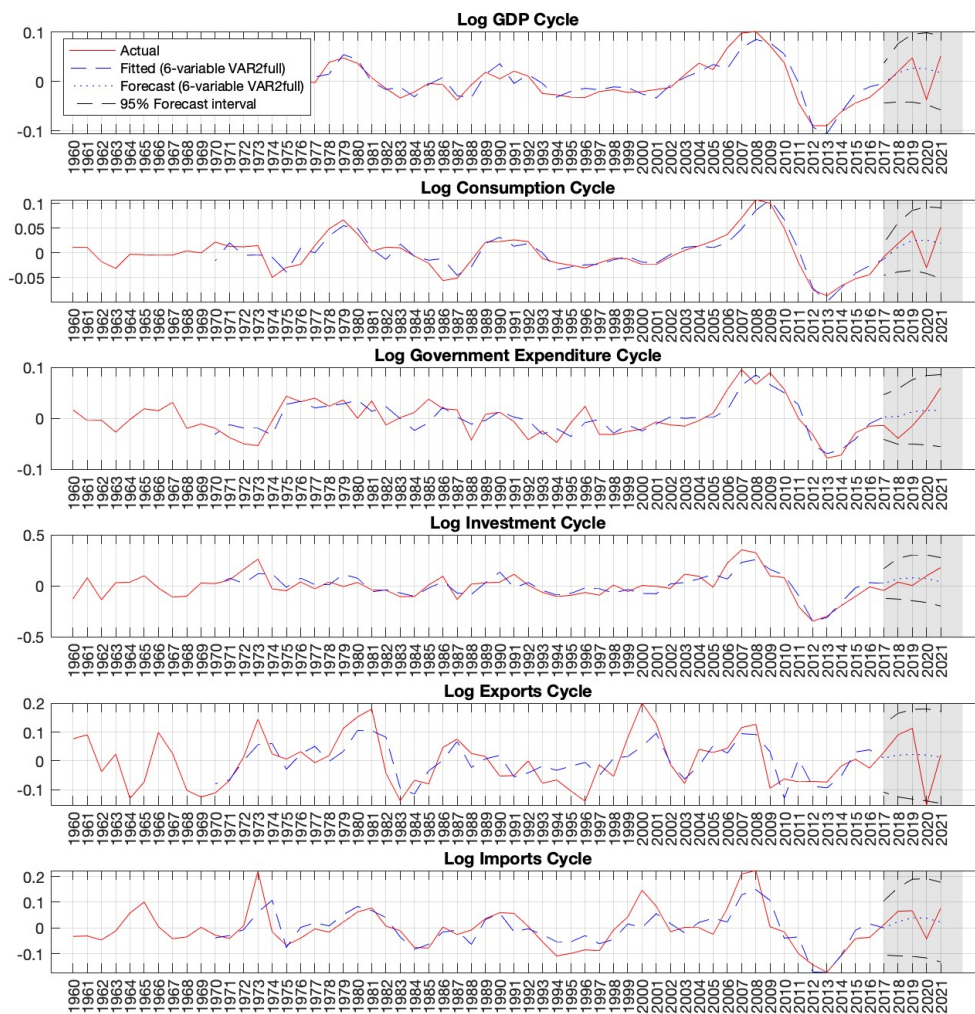 Log GDP Cycle
0.1
0
-0.1
Actual
Fitted (6-variable VAR2full)
Forecast (6-variable VAR2full)
95% Forecast interval
1960 1961 1962 1963 1964 1965 1966 1967 1968 1969 1970 1971 1972 1973 1974 1975 1976 1977 1978 1979 1980 1981 1982 1983 1984 1985 1986 1987 1988 1989 1990 1991 1992 1993 1994 1995 1996 1997 1998 1999 2000 2001 2002 2003 2004 2005 2006 2007 2008 2009 2010 2011 2012 2013 2014 2015 2016 2017 2018 2019 2020 2021
Log Consumption Cycle
0.1
0.05
0
-0.05
1960 1961 1962 1963 1964 1965 1966 1967 1968 1969 1970 1971 1972 1973 1974 1975 1976 1977 1978 1979 1980 1981 1982 1983 1984 1985 1986 1987 1988 1989 1990 1991 1992 1993 1994 1995 1996 1997 1998 1999 2000 2001 2002 2003 2004 2005 2006 2007 2008 2009 2010 2011 2012 2013 2014 2015 2016 2017 2018 2019 2020 2021
Log Government Expenditure Cycle
0.1
0
-0.1
1960 1961 1962 1963 1964 1965 1966 1967 1968 1969 1970 1971 1972 1973 1974 1975 1976 1977 1978 1979 1980 1981 1982 1983 1984 1985 1986 1987 1988 1989 1990 1991 1992 1993 1994 1995 1996 1997 1998 1999 2000 2001 2002 2003 2004 2005 2006 2007 2008 2009 2010 2011 2012 2013 2014 2015 2016 2017 2018 2019 2020 2021
Log Investment Cycle
0.5
0
-0.5
1960 1961 1962 1963 1964 1965 1966 1967 1968 1969 1970 1971 1972 1973 1974 1975 1976 1977 1978 1979 1980 1981 1982 1983 1984 1985 1986 1987 1988 1989 1990 1991 1992 1993 1994 1995 1996 1997 1998 1999 2000 2001 2002 2003 2004 2005 2006 2007 2008 2009 2010 2011 2012 2013 2014 2015 2016 2017 2018 2019 2020 2021
Log Exports Cycle
0.2
0.1
0
-0.1
1960 1961 1962 1963 1964 1965 1966 1967 1968 1969 1970 1971 1972 1973 1974 1975 1976 1977 1978 1979 1980 1981 1982 1983 1984 1985 1986 1987 1988 1989 1990 1991 1992 1993 1994 1995 1996 1997 1998 1999 2000 2001 2002 2003 2004 2005 2006 2007 2008 2009 2010 2011 2012 2013 2014 2015 2016 2017 2018 2019 2020 2021
Log Imports Cycle
0.2
0.1
0
-0.1
1960 1961 1962 1963 1964 1965 1966 1967 1968 1969 1970 1971 1972 1973 1974 1975 1976 1977 1978 1979 1980 1981 1982 1983 1984 1985 1986 1987 1988 1989 1990 1991 1992 1993 1994 1995 1996 1997 1998 1999 2000 2001 2002 2003 2004 2005 2006 2007 2008 2009 2010 2011 2012 2013 2014 2015 2016 2017 2018 2019 2020 2021